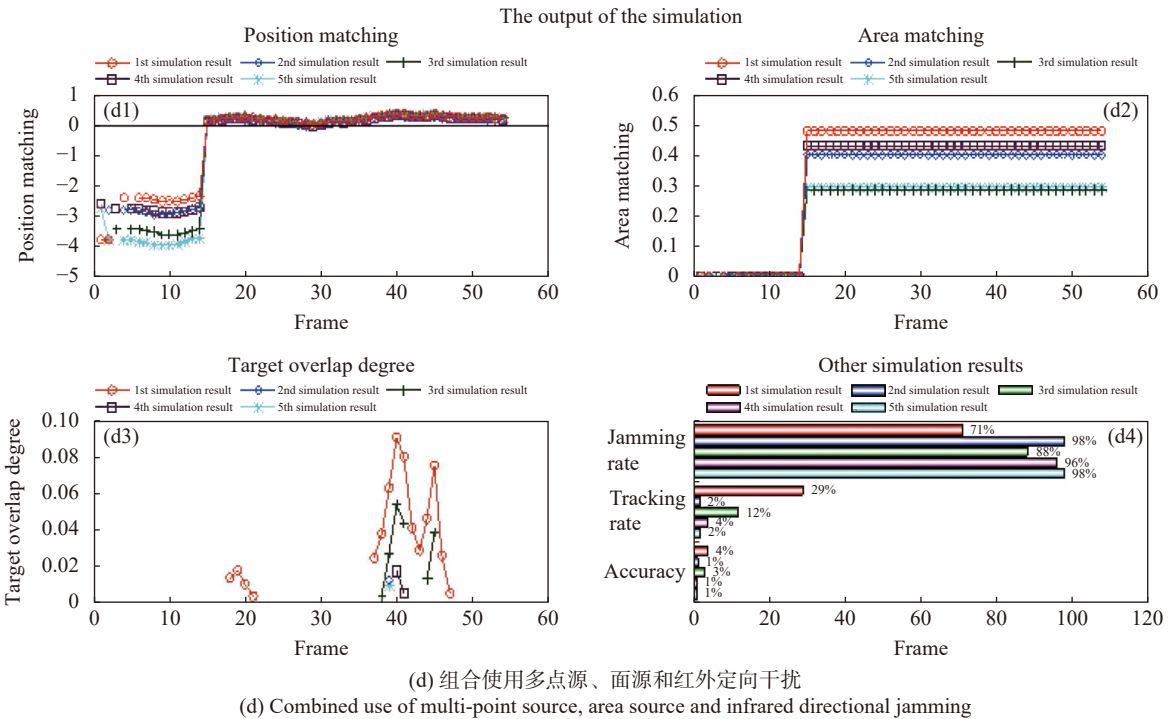 The output of the simulation
Position matching
1st simulation result 2nd simulation result 3rd simulation result
4th simulation result 5th simulation result
(d1)
Position matching
1
0
−1
−2
−3
−4
−5
0 10 20 30 40 50 60
Frame
Area matching
1st simulation result 2nd simulation result 3rd simulation result
4th simulation result 5th simulation result
(d2)
Area matching
0.6
0.5
0.4
0.3
0.2
0.1
0
0 10 20 30 40 50 60
Frame
Target overlap degree
1st simulation result 2nd simulation result 3rd simulation result
4th simulation result 5th simulation result
(d3)
Target overlap degree
0.10
0.08
0.06
0.04
0.02
0
0 10 20 30 40 50 60
Frame
Other simulation results
1st simulation result 2nd simulation result 3rd simulation result
4th simulation result 5th simulation result
(d4)
Jamming rate
71%
98%
88%
96%
98%
Tracking rate
29%
2%
12%
4%
2%
Accuracy
4%
1%
3%
1%
1%
0 20 40 60 80 100 120
Frame
(d) 组合使用多点源、面源和红外定向干扰
(d) Combined use of multi-point source, area source and infrared directional jamming